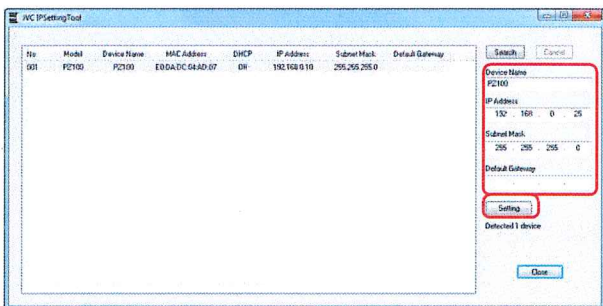 JVC IPSettingTool
No Model Device Name MAC Address DHCP IP Address Subnet Mask Default Gateway
001 PZ100 PZ100 E0:DA:DC:04:AD:07 192.168.0.10 255.255.255.0
Search Cancel
Device Name
PZ100
IP Address
192 . 168 . 0 . 25
Subnet Mask
255 . 255 . 255 . 0
Default Gateway
Setting
Detected 1 device
Close